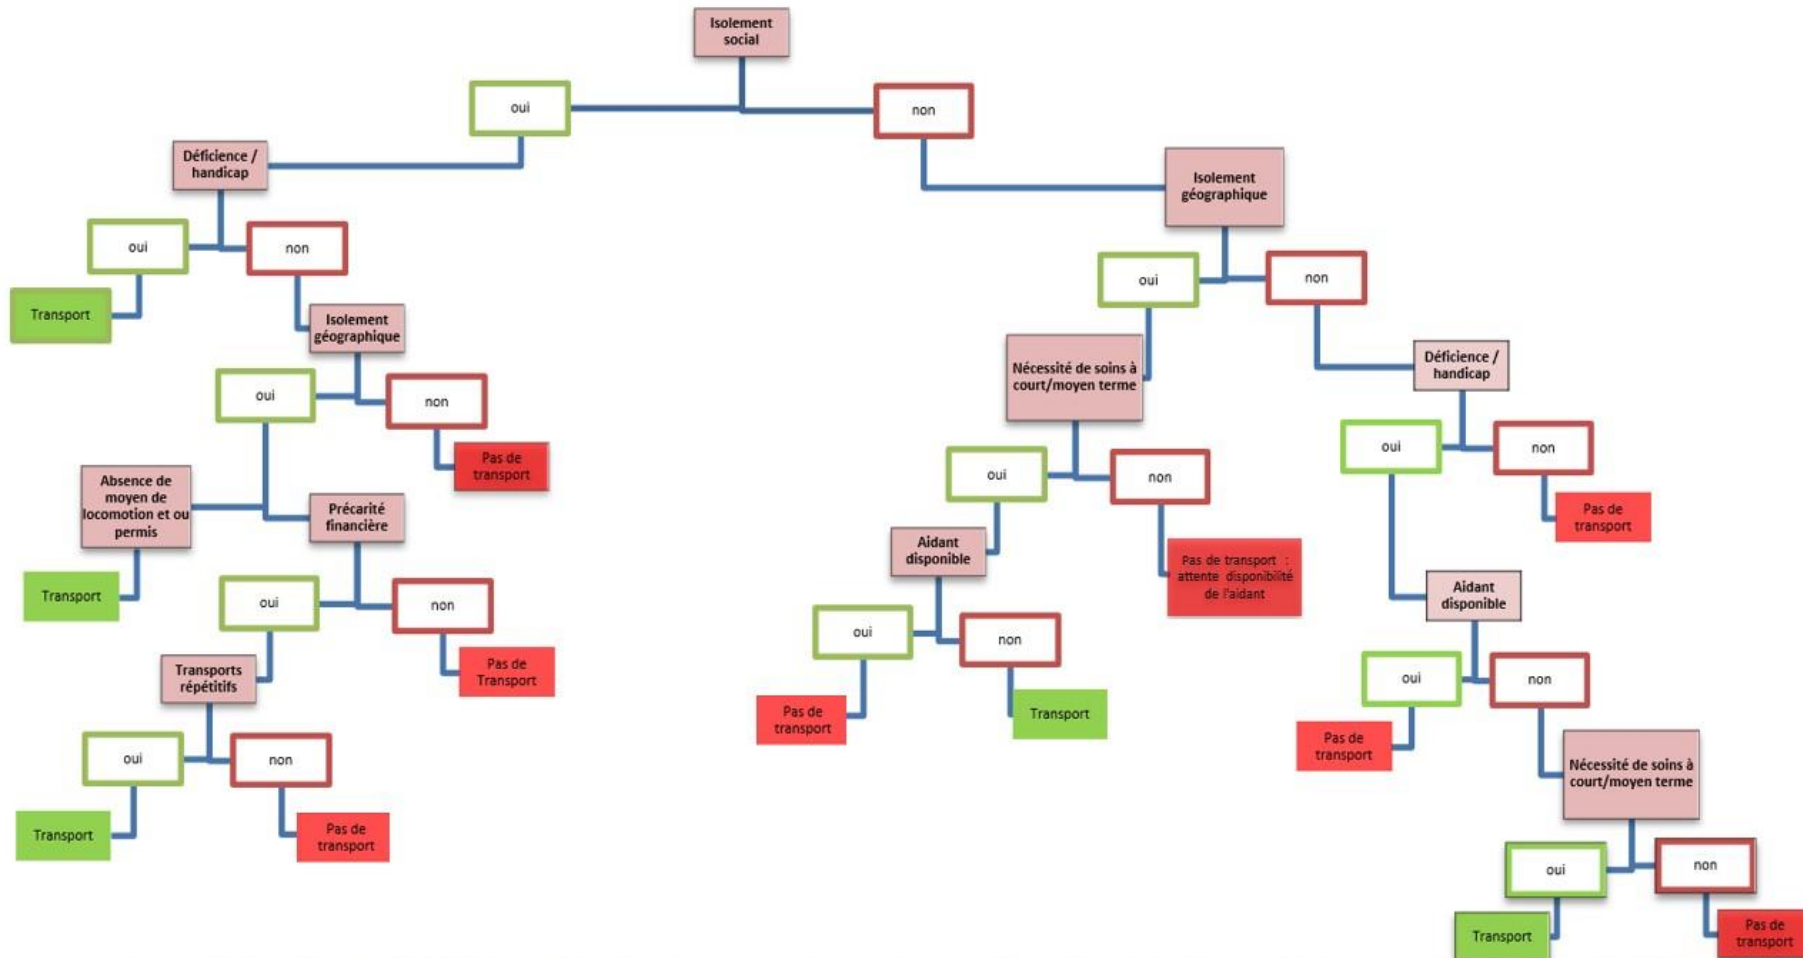 Isolement
social
oui
non
Déficience /
handicap
Isolement
géographique
oui
non
oui
non
Transport
Isolement
géographique
Nécessité de soins à
court/moyen terme
Déficience /
handicap
oui
non
oui
non
oui
non
Pas de
transport
Absence de
moyen de
locomotion et ou
permis
Précarité
financière
Pas de
transport
Aidant
disponible
Pas de transport :
attente disponibilité
de l'aidant
Transport
oui
non
Aidant
disponible
oui
non
Transports
répétitifs
Pas de
Transport
oui
non
Pas de
transport
Transport
Pas de
transport
oui
non
Nécessité de soins à
court/moyen terme
Transport
Pas de
transport
oui
non
Transport
Pas de
transport